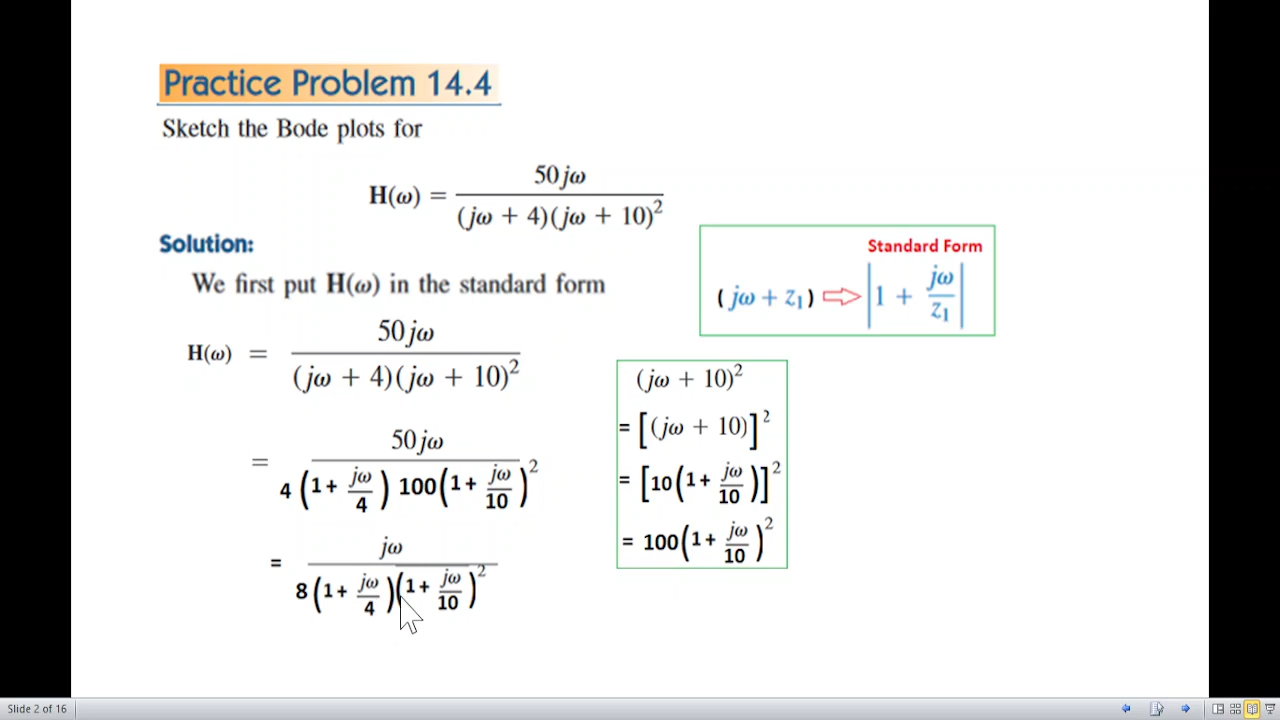 Practice Problem 14.4
Sketch the Bode plots for
H(ω) = 50jω / (jω + 4)(jω + 10)²
Solution:
We first put H(ω) in the standard form
Standard Form
(jω + z₁) ⇨ |1 + jω/z₁|
H(ω) = 50jω / (jω + 4)(jω + 10)²
= 50jω / 4(1+ jω/4) 100(1+ jω/10)²
= jω / 8(1+ jω/4)(1+ jω/10)²
(jω + 10)²
= [(jω + 10)]²
= [10(1+ jω/10)]²
= 100(1+ jω/10)²
Slide 2 of 16